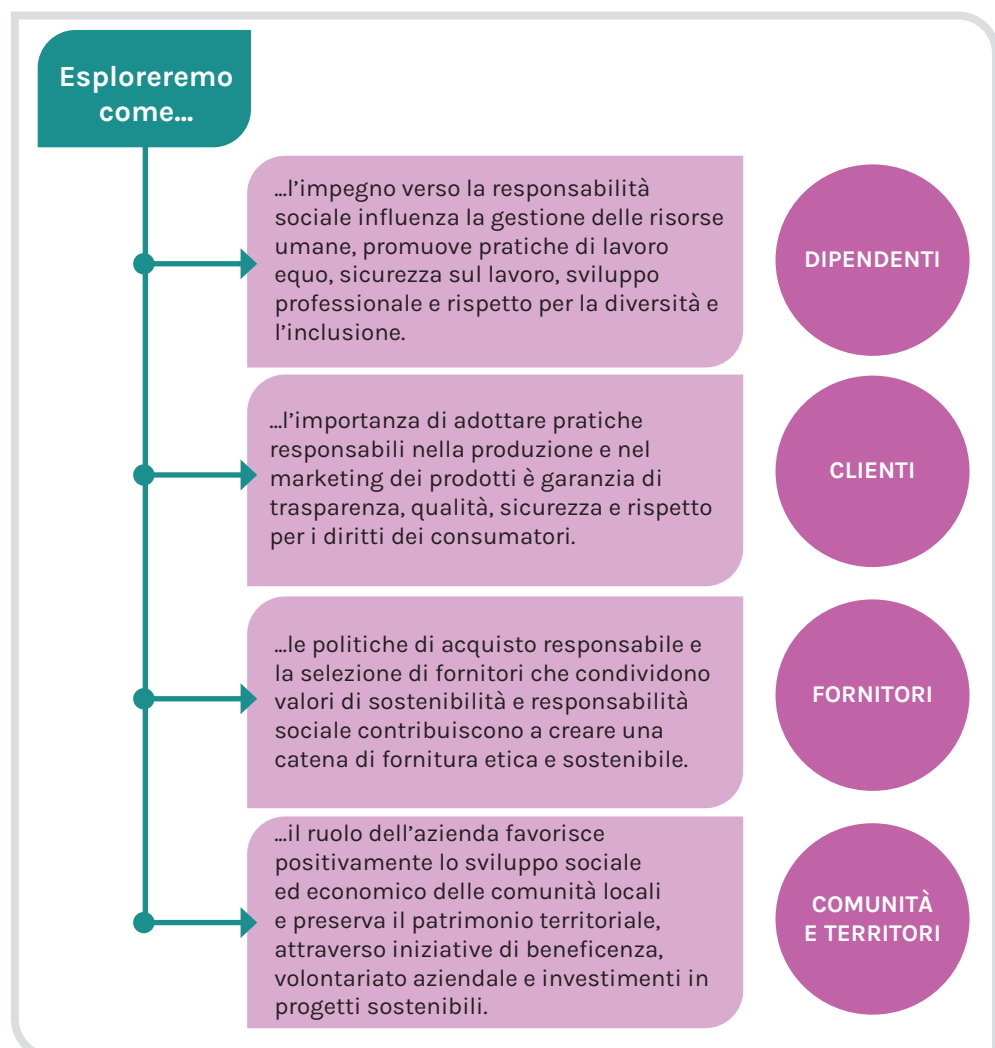 Esploreremo
come...
...l’impegno verso la responsabilità
sociale influenza la gestione delle risorse
umane, promuove pratiche di lavoro
equo, sicurezza sul lavoro, sviluppo
professionale e rispetto per la diversità e
l’inclusione.
DIPENDENTI
...l’importanza di adottare pratiche
responsabili nella produzione e nel
marketing dei prodotti è garanzia di
trasparenza, qualità, sicurezza e rispetto
per i diritti dei consumatori.
CLIENTI
...le politiche di acquisto responsabile e
la selezione di fornitori che condividono
valori di sostenibilità e responsabilità
sociale contribuiscono a creare una
catena di fornitura etica e sostenibile.
FORNITORI
...il ruolo dell’azienda favorisce
positivamente lo sviluppo sociale
ed economico delle comunità locali
e preserva il patrimonio territoriale,
attraverso iniziative di beneficenza,
volontariato aziendale e investimenti in
progetti sostenibili.
COMUNITÀ
E TERRITORI